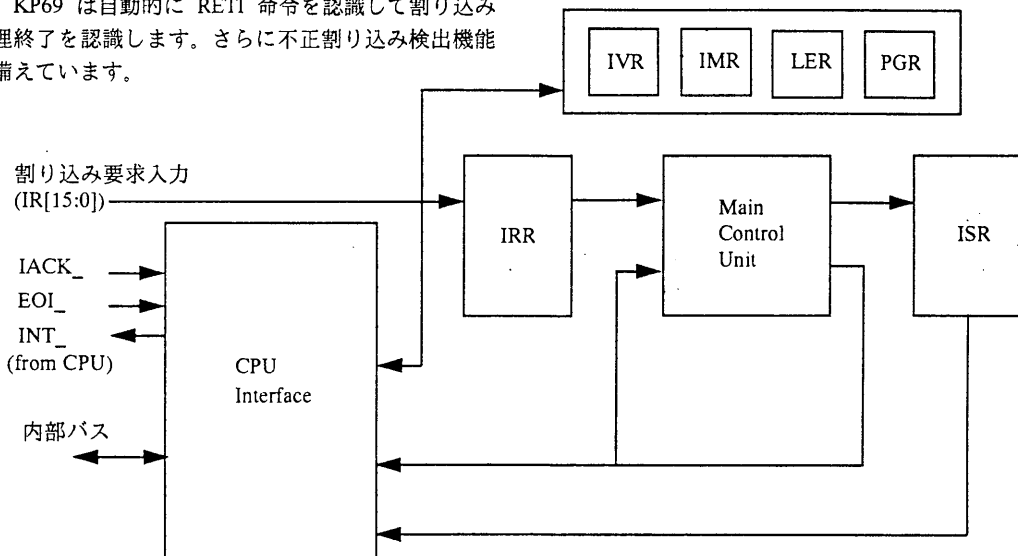 KP69 は自動的に RETI 命令を認識して割り込み
理終了を認識します。さらに不正割り込み検出機能
備えています。
IVR
IMR
LER
PGR
割り込み要求入力
(IR[15:0])
IRR
Main
Control
Unit
ISR
IACK_
EOI_
INT_
(from CPU)
CPU
Interface
内部バス